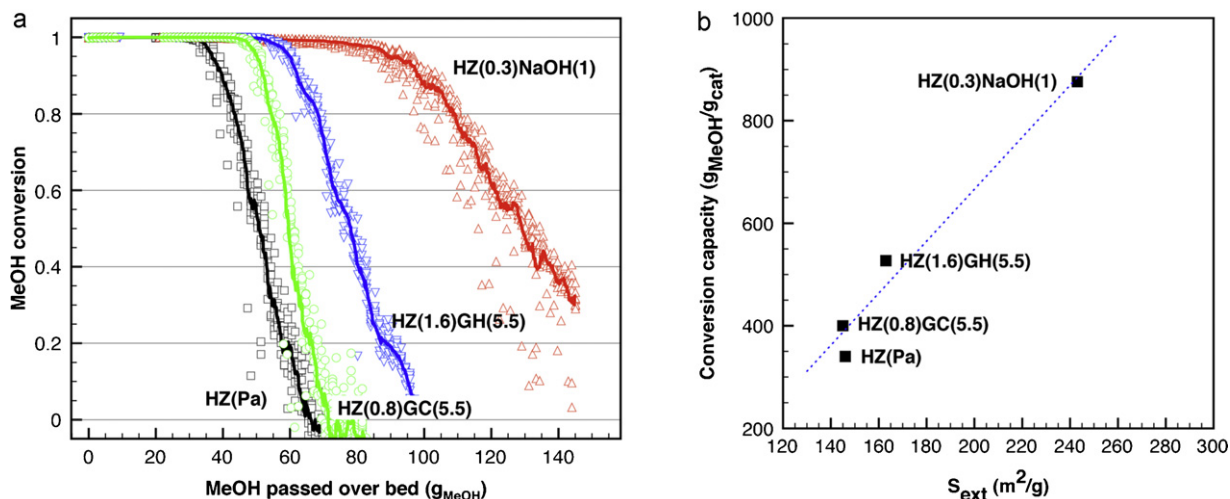 a
MeOH conversion
1
0.8
0.6
0.4
0.2
0
0 20 40 60 80 100 120 140
MeOH passed over bed (gMeOH)
HZ(0.3)NaOH(1)
HZ(1.6)GH(5.5)
HZ(Pa)
HZ(0.8)GC(5.5)
b
Conversion capacity (gMeOH/gcat)
1000
800
600
400
200
120 140 160 180 200 220 240 260 280 300
Sext (m²/g)
HZ(0.3)NaOH(1)
HZ(1.6)GH(5.5)
HZ(0.8)GC(5.5)
HZ(Pa)